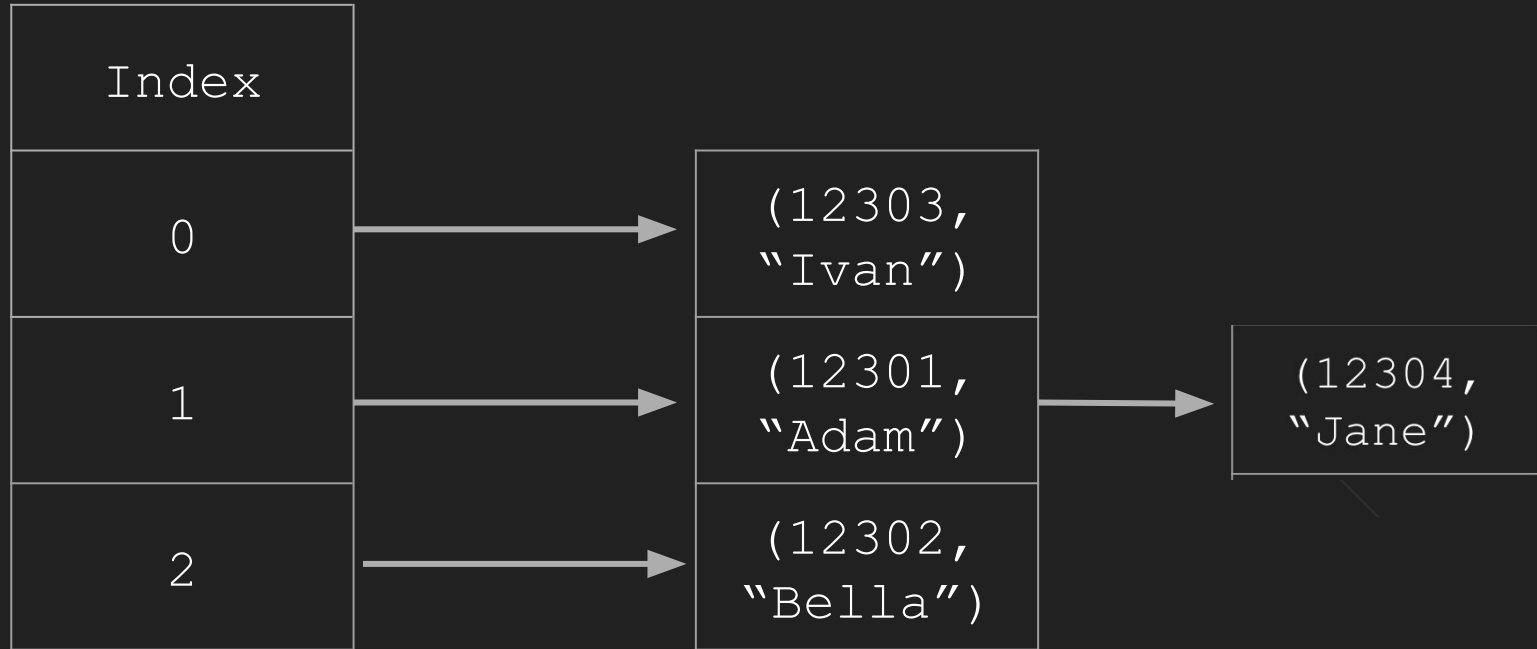 Index
0
(12303,
“Ivan”)
1
(12301,
“Adam”)
(12304,
“Jane”)
2
(12302,
“Bella”)